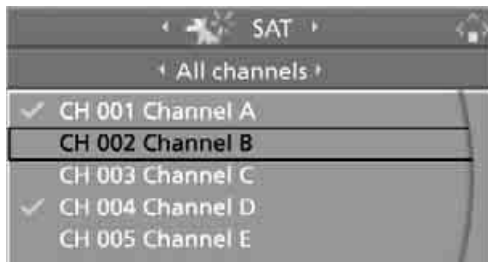 SAT
All channels
CH 001 Channel A
CH 002 Channel B
CH 003 Channel C
CH 004 Channel D
CH 005 Channel E